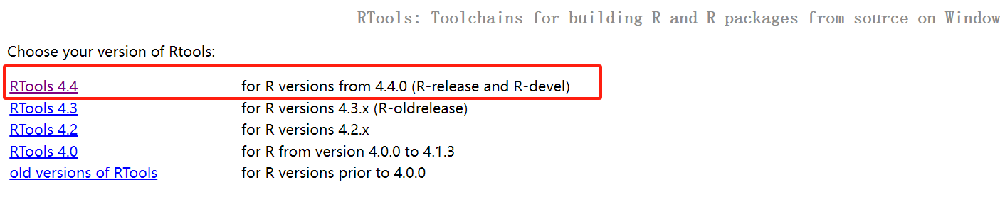 RTools: Toolchains for building R and R packages from source on Window
Choose your version of Rtools:
RTools 4.4 for R versions from 4.4.0 (R-release and R-devel)
RTools 4.3 for R versions 4.3.x (R-oldrelease)
RTools 4.2 for R versions 4.2.x
RTools 4.0 for R from version 4.0.0 to 4.1.3
old versions of RTools for R versions prior to 4.0.0